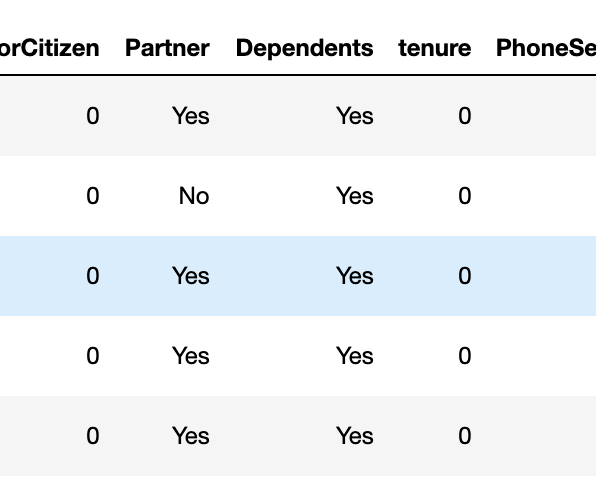 orCitizen Partner Dependents tenure PhoneSe
0 Yes Yes 0
0 No Yes 0
0 Yes Yes 0
0 Yes Yes 0
0 Yes Yes 0